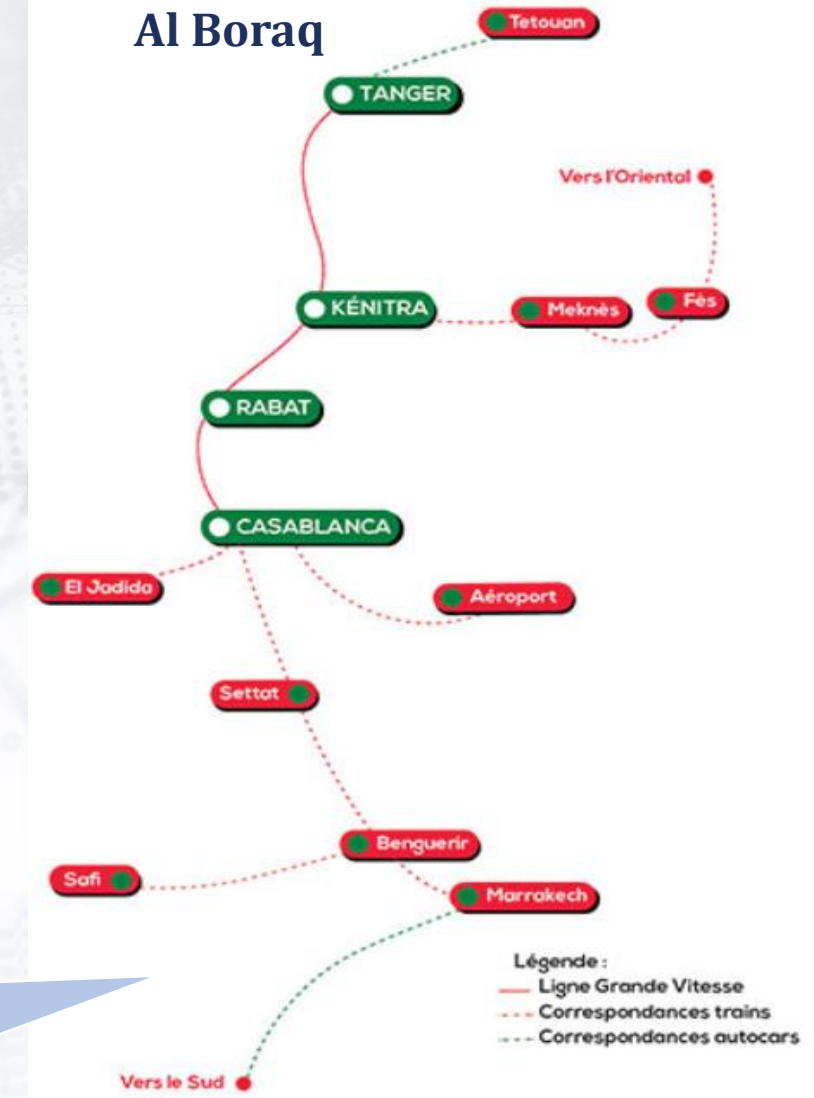 Al Boraq
Tetouan
TANGER
Vers l'Oriental
KÉNITRA
Meknès
Fès
RABAT
CASABLANCA
El Jadida
Aéroport
Settat
Benguerir
Safi
Marrakech
Légende :
Ligne Grande Vitesse
Correspondances trains
Correspondances autocars
Vers le Sud